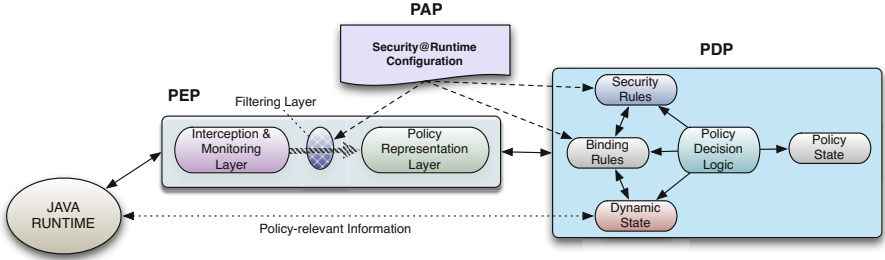 PAP
Security@Runtime
Configuration
PDP
PEP
Filtering Layer
Security
Rules
Interception &
Monitoring
Layer
Policy
Representation
Layer
Binding
Rules
Policy
Decision
Logic
Policy
State
Dynamic
State
JAVA
RUNTIME
Policy-relevant Information